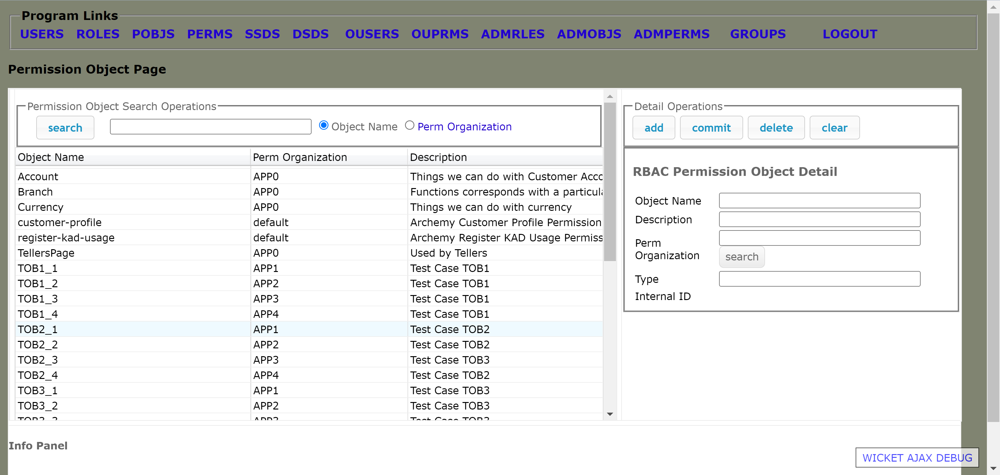 Program Links
USERS ROLES POBJS PERMS SSDS DSDS OUSERS OUPRMS ADMRLES ADMOBJS ADMPERMS GROUPS LOGOUT
Permission Object Page
Permission Object Search Operations
search Object Name Perm Organization
Object Name Perm Organization Description
Account APP0 Things we can do with Customer Acco
Branch APP0 Functions corresponds with a particula
Currency APP0 Things we can do with currency
customer-profile default Archemy Customer Profile Permission
register-kad-usage default Archemy Register KAD Usage Permiss
TellersPage APP0 Used by Tellers
TOB1_1 APP1 Test Case TOB1
TOB1_2 APP2 Test Case TOB1
TOB1_3 APP3 Test Case TOB1
TOB1_4 APP4 Test Case TOB1
TOB2_1 APP1 Test Case TOB2
TOB2_2 APP2 Test Case TOB2
TOB2_3 APP3 Test Case TOB3
TOB2_4 APP4 Test Case TOB2
TOB3_1 APP1 Test Case TOB3
TOB3_2 APP2 Test Case TOB3
TOB3_3 APP3 Test Case TOB3
Detail Operations
add commit delete clear
RBAC Permission Object Detail
Object Name
Description
Perm
Organization
search
Type
Internal ID
Info Panel
WICKET AJAX DEBUG